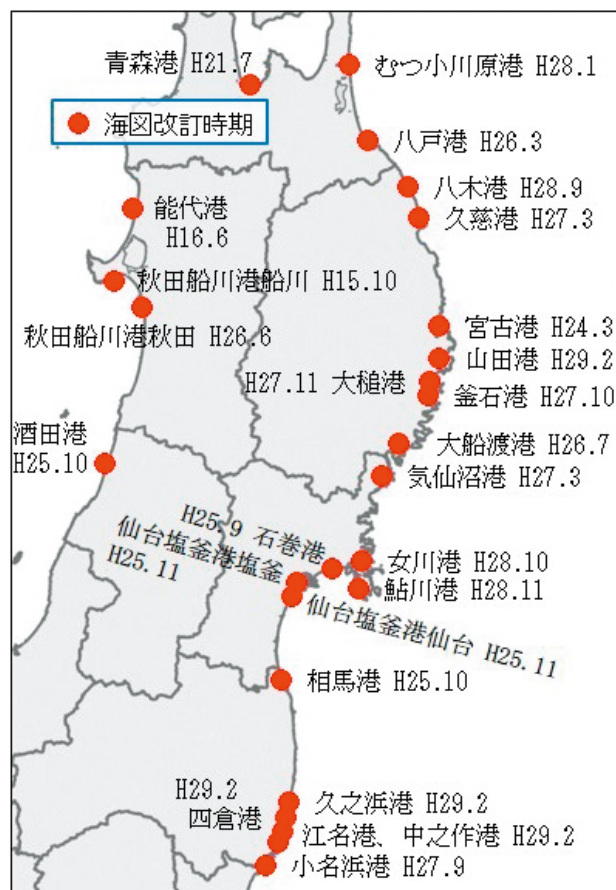 青森港 H21.7
むつ小川原港 H28.1
海図改訂時期
八戸港 H26.3
八木港 H28.9
能代港
H16.6
久慈港 H27.3
秋田船川港船川 H15.10
秋田船川港秋田 H26.6
宮古港 H24.3
山田港 H29.2
H27.11 大槌港
釜石港 H27.10
酒田港
H25.10
大船渡港 H26.7
気仙沼港 H27.3
H25.9 石巻港
仙台塩釜港塩釜
H25.11
女川港 H28.10
鮎川港 H28.11
仙台塩釜港仙台 H25.11
相馬港 H25.10
H29.2
四倉港
久之浜港 H29.2
江名港、中之作港 H29.2
小名浜港 H27.9